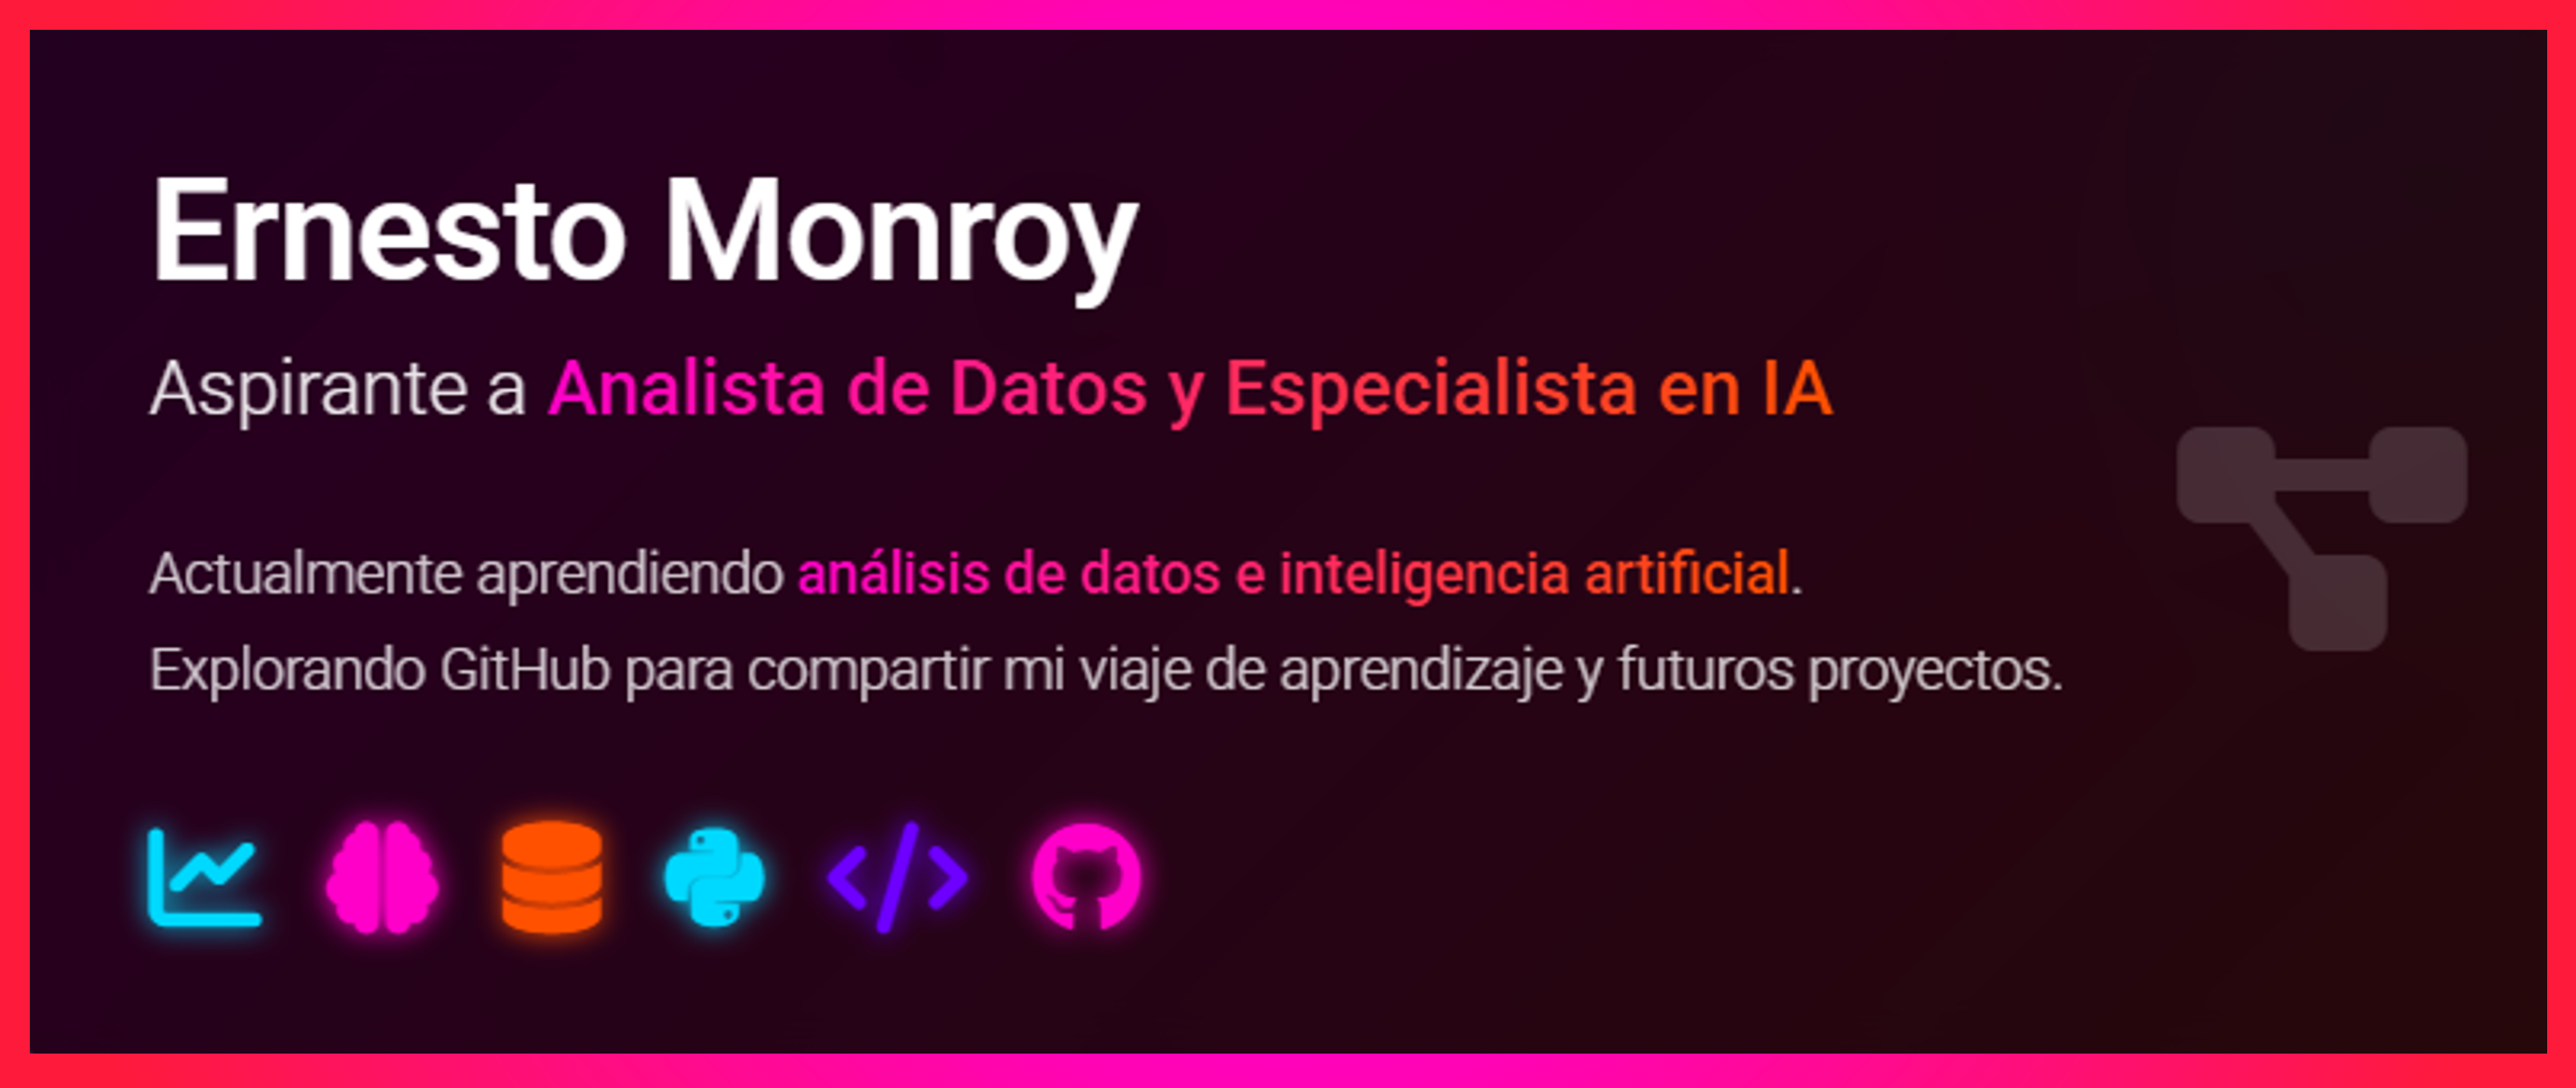 Ernesto Monroy
Aspirante a Analista de Datos y Especialista en IA
Actualmente aprendiendo análisis de datos e inteligencia artificial.
Explorando GitHub para compartir mi viaje de aprendizaje y futuros proyectos.